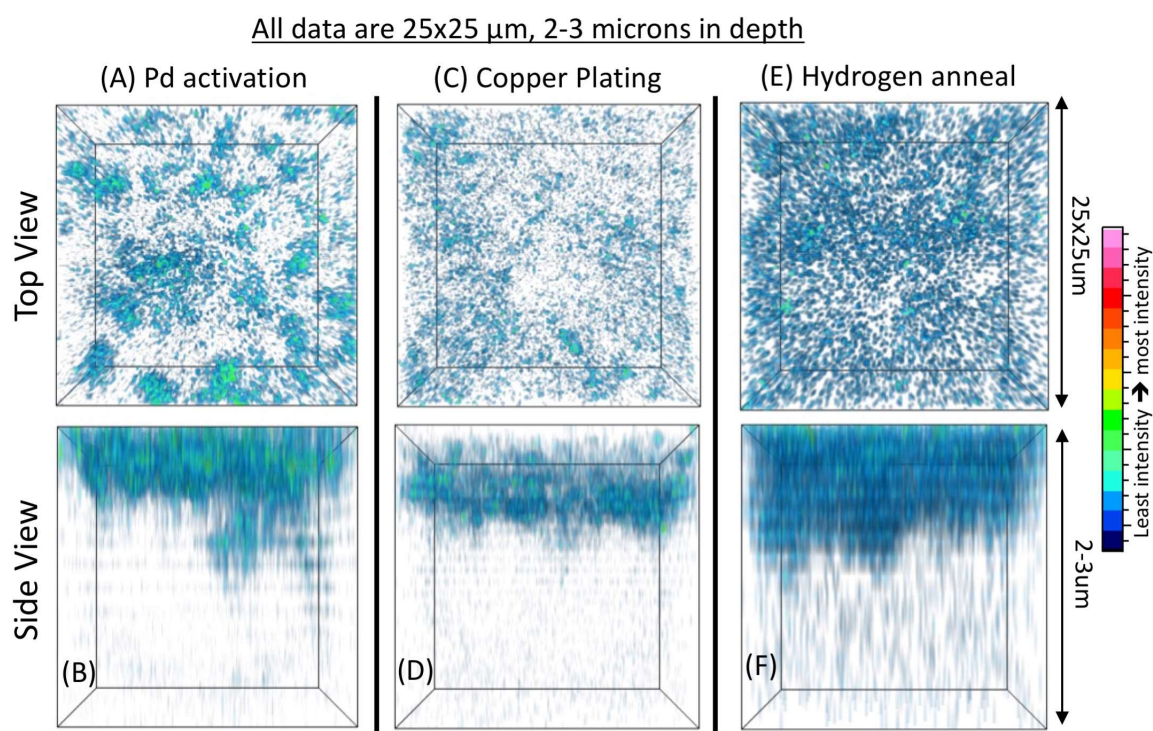 All data are 25x25 µm, 2-3 microns in depth
(A) Pd activation
(C) Copper Plating
(E) Hydrogen anneal
Top View
25x25um
Least intensity ➔ most intensity
Side View
(B)
(D)
(F)
2-3um